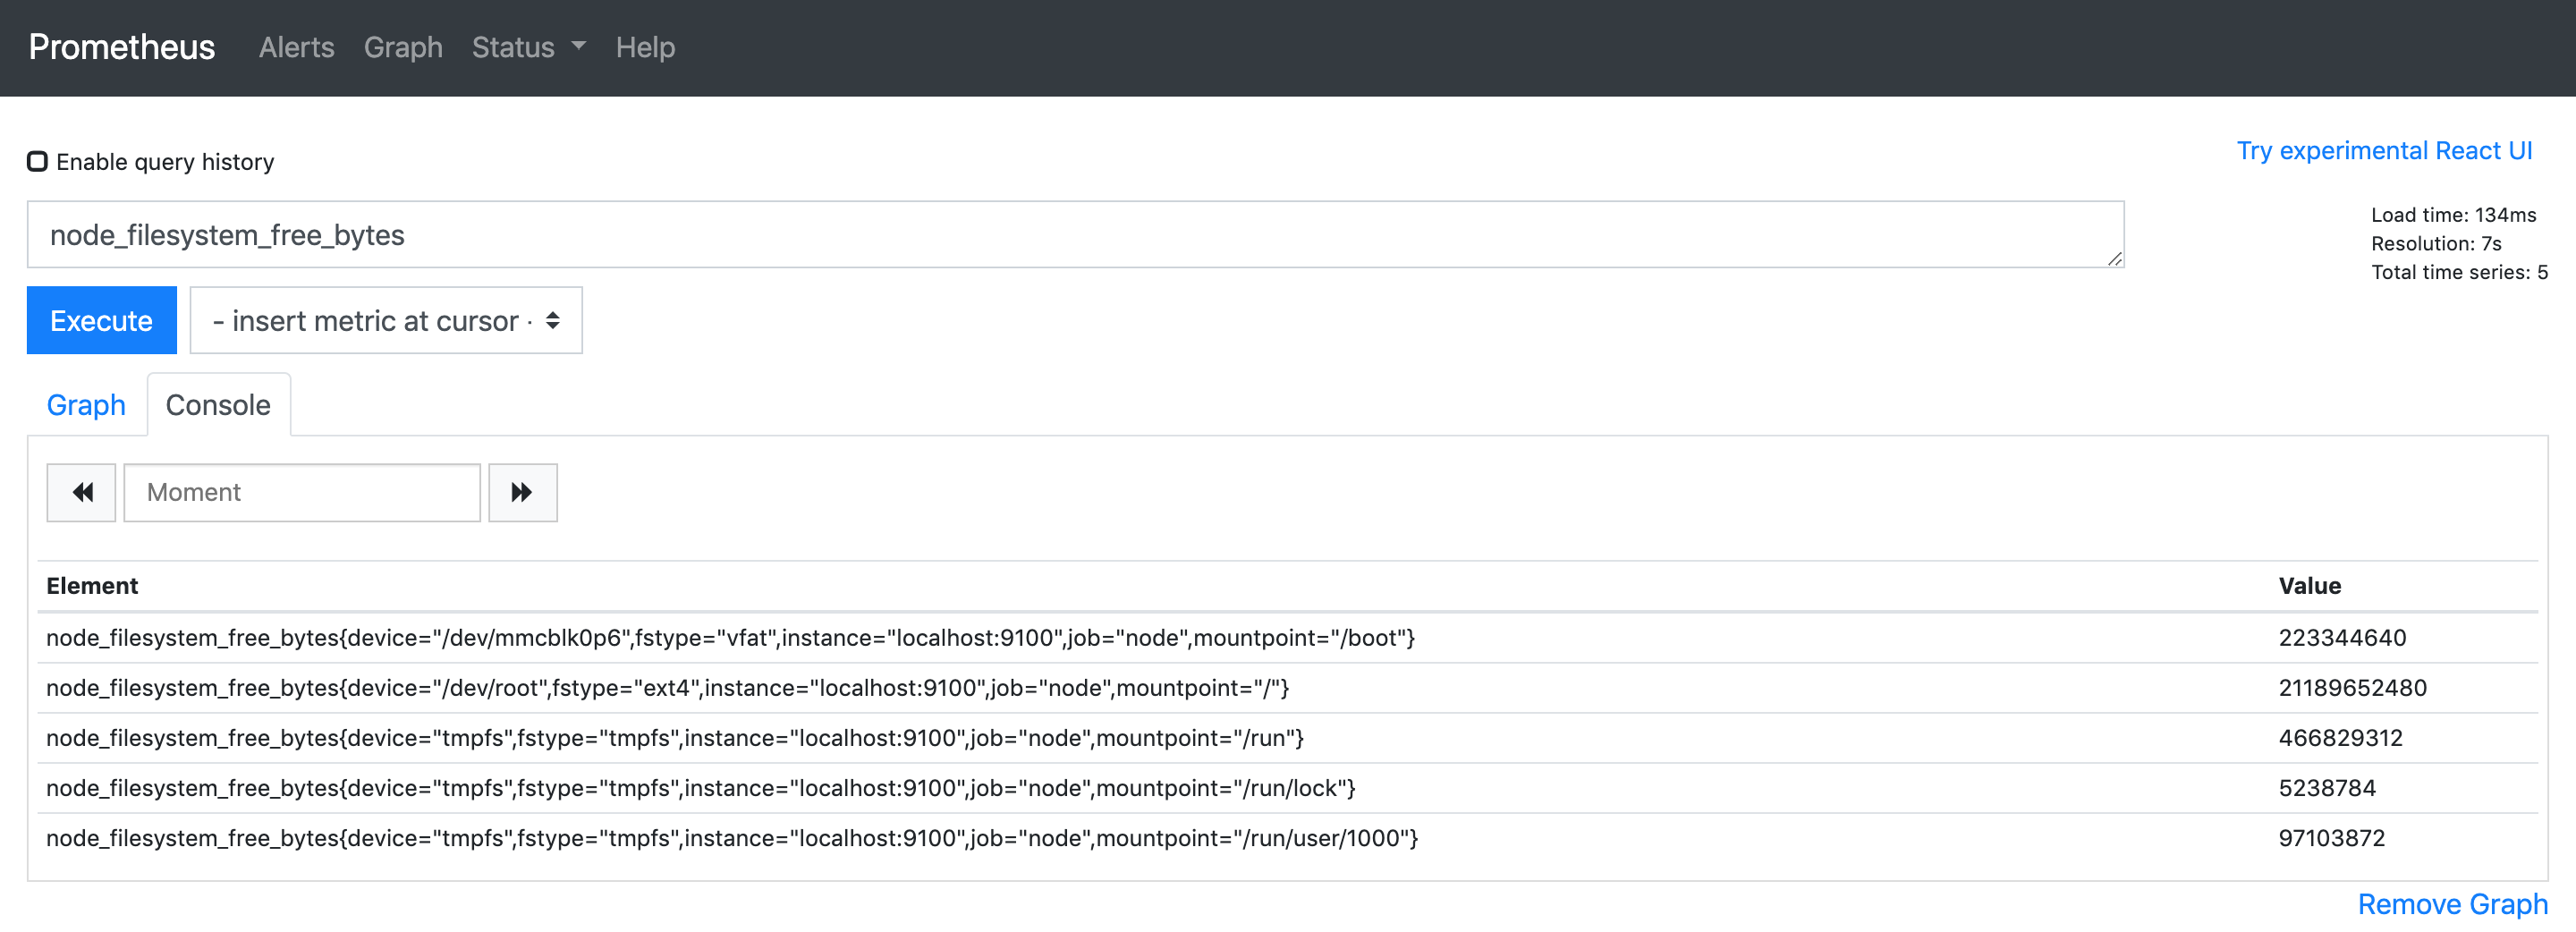 Prometheus Alerts Graph Status Help
Enable query history
Try experimental React UI
node_filesystem_free_bytes
Load time: 134ms
Resolution: 7s
Total time series: 5
Execute
- insert metric at cursor ·
Graph Console
Moment
Element Value
node_filesystem_free_bytes{device="/dev/mmcblk0p6",fstype="vfat",instance="localhost:9100",job="node",mountpoint="/boot"} 223344640
node_filesystem_free_bytes{device="/dev/root",fstype="ext4",instance="localhost:9100",job="node",mountpoint="/"} 21189652480
node_filesystem_free_bytes{device="tmpfs",fstype="tmpfs",instance="localhost:9100",job="node",mountpoint="/run"} 466829312
node_filesystem_free_bytes{device="tmpfs",fstype="tmpfs",instance="localhost:9100",job="node",mountpoint="/run/lock"} 5238784
node_filesystem_free_bytes{device="tmpfs",fstype="tmpfs",instance="localhost:9100",job="node",mountpoint="/run/user/1000"} 97103872
Remove Graph